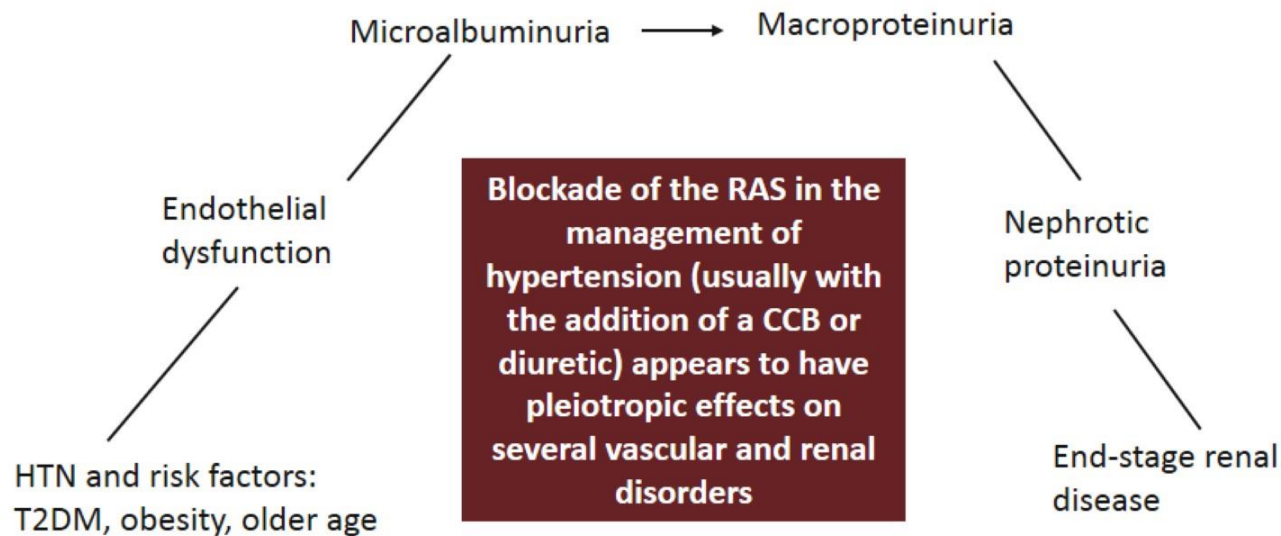 Microalbuminuria
Macroproteinuria
Endothelial
dysfunction
Blockade of the RAS in the
management of
hypertension (usually with
the addition of a CCB or
diuretic) appears to have
pleiotropic effects on
several vascular and renal
disorders
Nephrotic
proteinuria
HTN and risk factors:
T2DM, obesity, older age
End-stage renal
disease